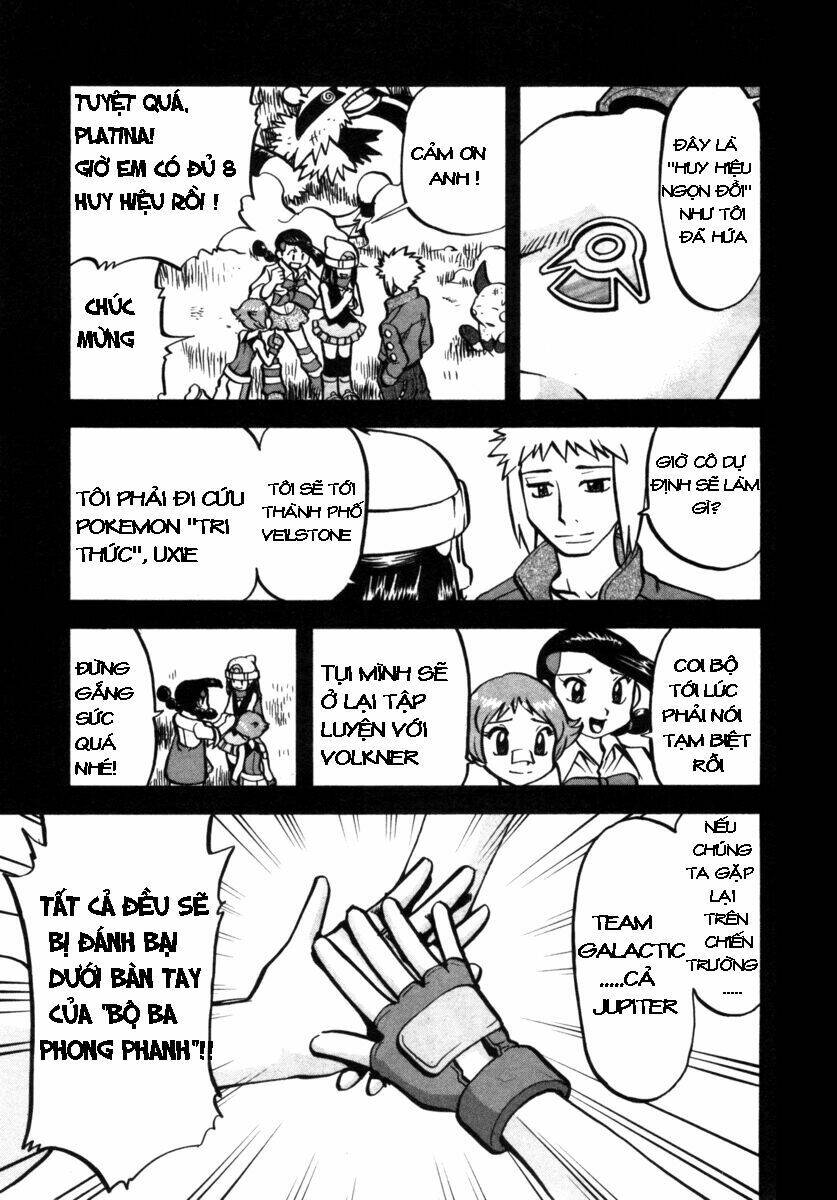 ĐÂY LÀ
"HUY HIỆU
NGỌN ĐỒI"
NHƯ TÔI
ĐÃ HỨA
CẢM ƠN
ANH !
TUYỆT QUÁ,
PLATINA!
GIỜ EM CÓ ĐỦ 8
HUY HIỆU RỒI !
CHÚC
MỪNG
GIỜ CÔ DỰ
ĐỊNH SẼ LÀM
GÌ?
TÔI SẼ TỚI
THÀNH PHỐ
VEILSTONE
TÔI PHẢI ĐI CỨU
POKEMON "TRI
THỨC", UXIE
COI BỘ
TỚI LÚC
PHẢI NÓI
TẠM BIỆT
RỒI
TỤI MÌNH SẼ
Ở LẠI TẬP
LUYỆN VỚI
VOLKNER
ĐỪNG
GẮNG
SỨC
QUÁ
NHÉ!
NẾU
CHÚNG
TA GẶP
LẠI
TRÊN
CHIẾN
TRƯỜNG
.....
TEAM
GALACTIC
.....CẢ
JUPITER
TẤT CẢ ĐỀU SẼ
BỊ ĐÁNH BẠI
DƯỚI BÀN TAY
CỦA "BỘ BA
PHONG PHANH"!!